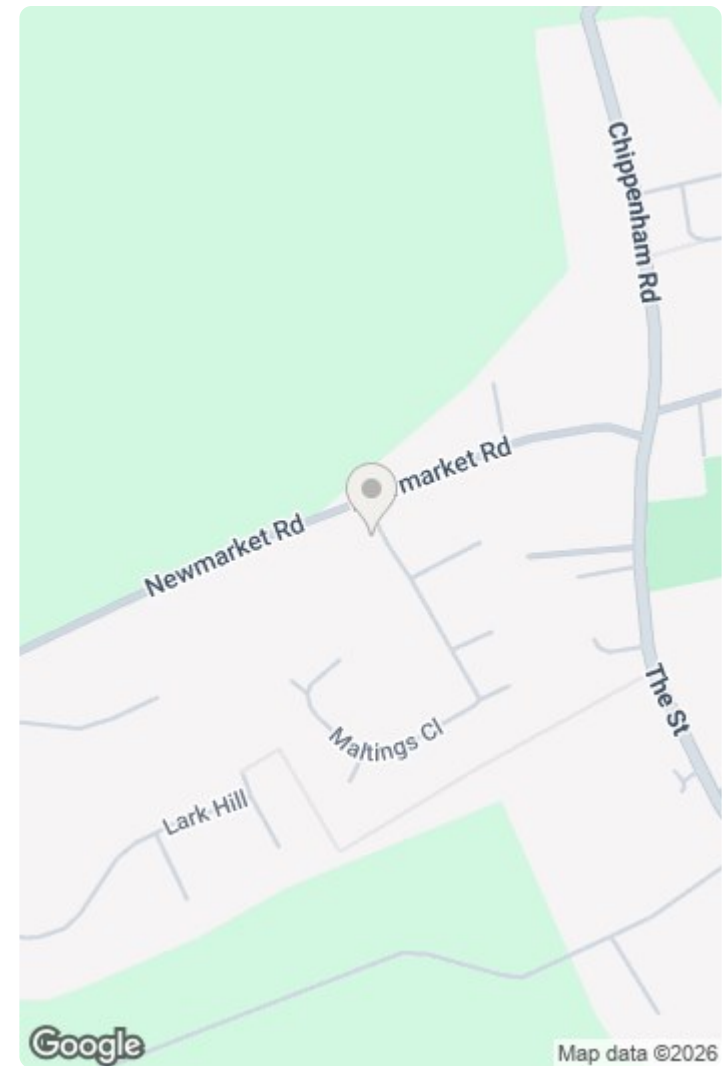 Chippenham Rd
market Rd
Newmarket Rd
The St
Maltings Cl
Lark Hill
Google
Map data ©2026